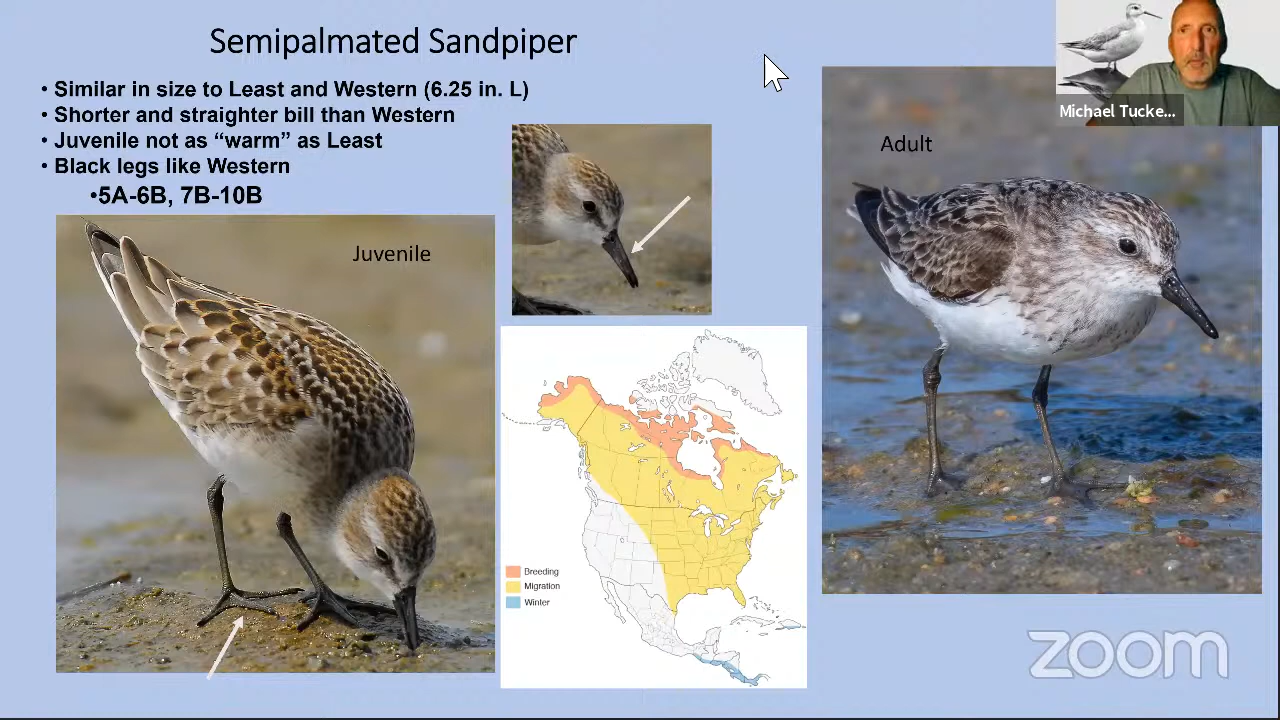 Semipalmated Sandpiper
• Similar in size to Least and Western (6.25 in. L)
• Shorter and straighter bill than Western
• Juvenile not as “warm” as Least
• Black legs like Western
•5A-6B, 7B-10B
Juvenile
Adult
Michael Tucke...
Breeding
Migration
Winter
zoom